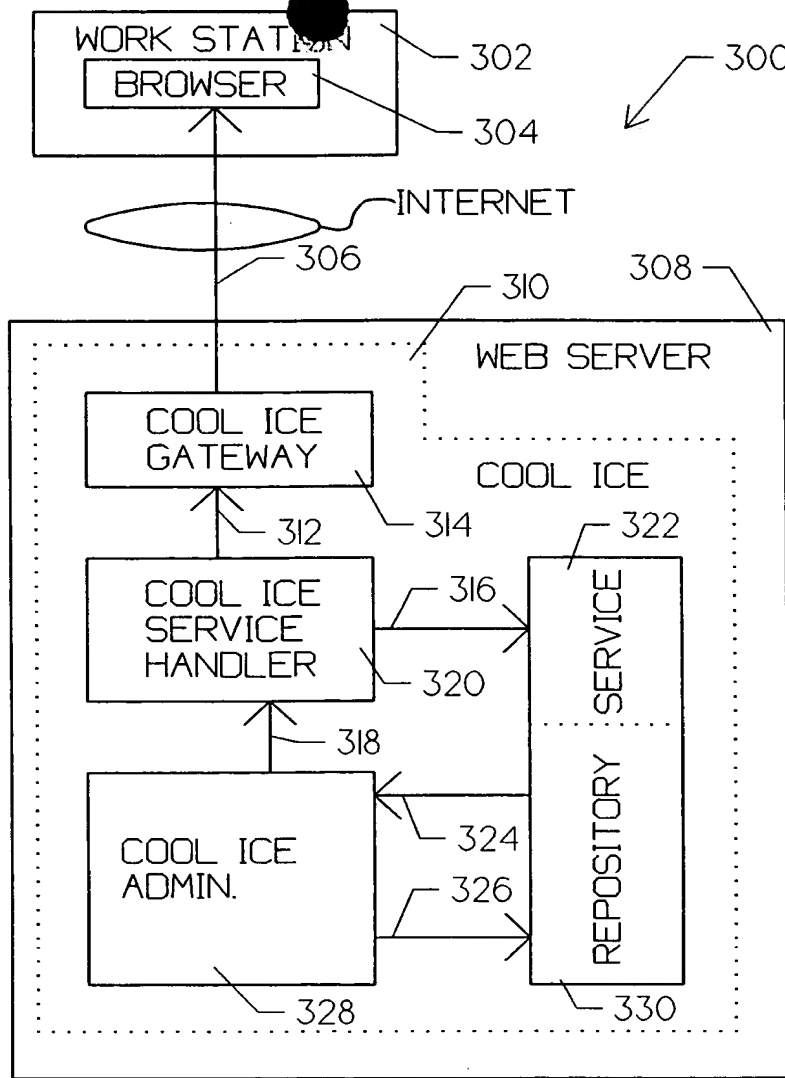 WORK STATION
302
BROWSER
304
300
INTERNET
306
308
310
WEB SERVER
COOL ICE
GATEWAY
314
COOL ICE
312
322
COOL ICE
SERVICE
HANDLER
316
320
SERVICE
318
324
COOL ICE
ADMIN.
326
REPOSITORY
328
330